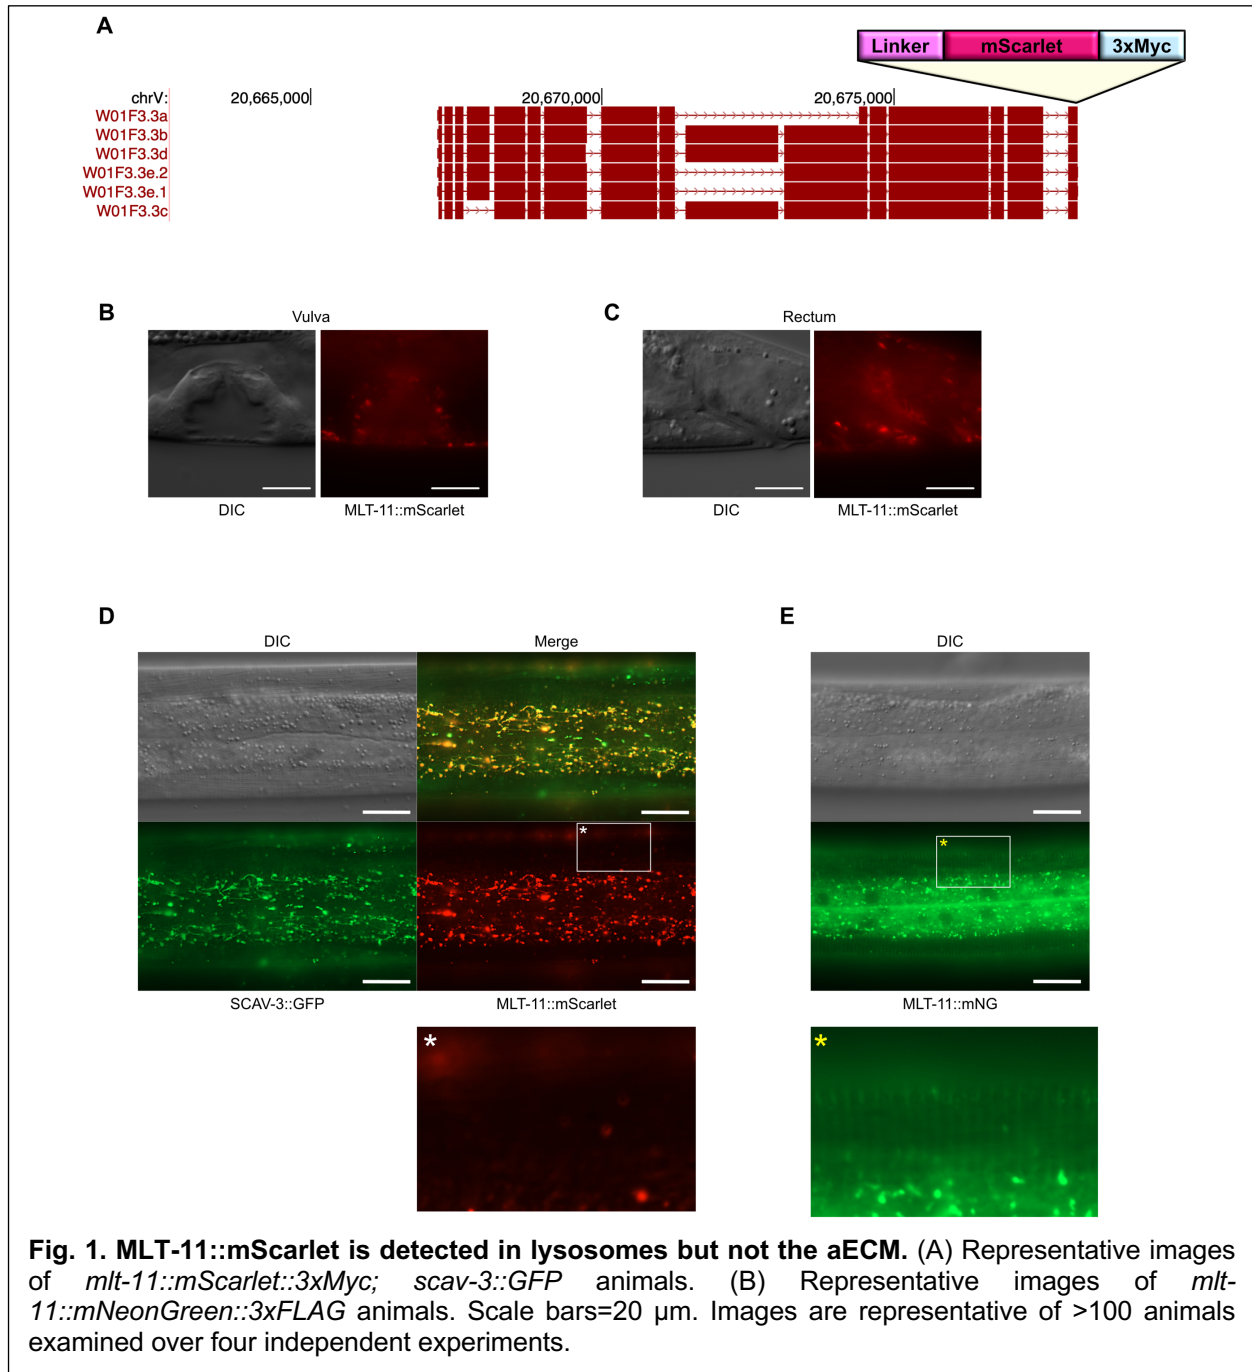 A
Linker mScarlet 3xMyc
chrV: 20,665,000 20,670,000 20,675,000
W01F3.3a
W01F3.3b
W01F3.3d
W01F3.3e.2
W01F3.3e.1
W01F3.3c
B
Vulva
DIC MLT-11::mScarlet
C
Rectum
DIC MLT-11::mScarlet
D
DIC Merge
*
SCAV-3::GFP MLT-11::mScarlet
*
E
DIC
*
MLT-11::mNG
*
Fig. 1. MLT-11::mScarlet is detected in lysosomes but not the aECM. (A) Representative images
of mlt-11::mScarlet::3xMyc; scav-3::GFP animals. (B) Representative images of mlt-
11::mNeonGreen::3xFLAG animals. Scale bars=20 µm. Images are representative of >100 animals
examined over four independent experiments.